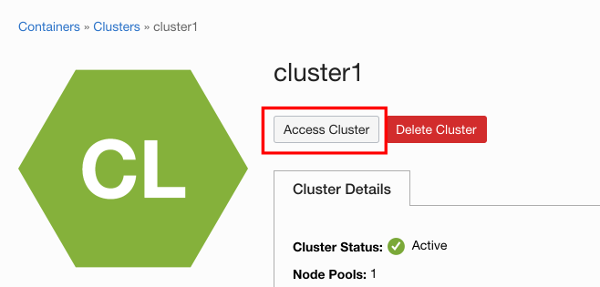 Containers » Clusters » cluster1
CL
cluster1
Access Cluster Delete Cluster
Cluster Details
Cluster Status: Active
Node Pools: 1